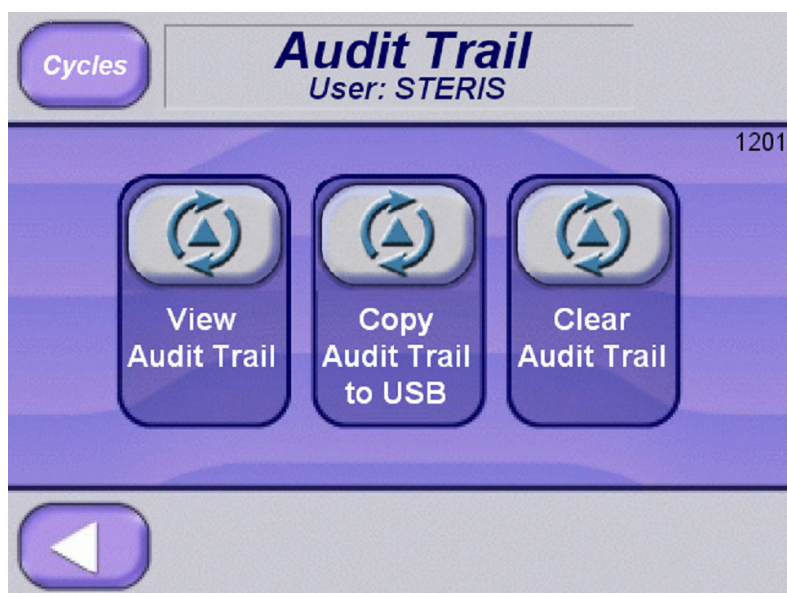 Cycles
Audit Trail
User: STERIS
1201
View
Audit Trail
Copy
Audit Trail
to USB
Clear
Audit Trail